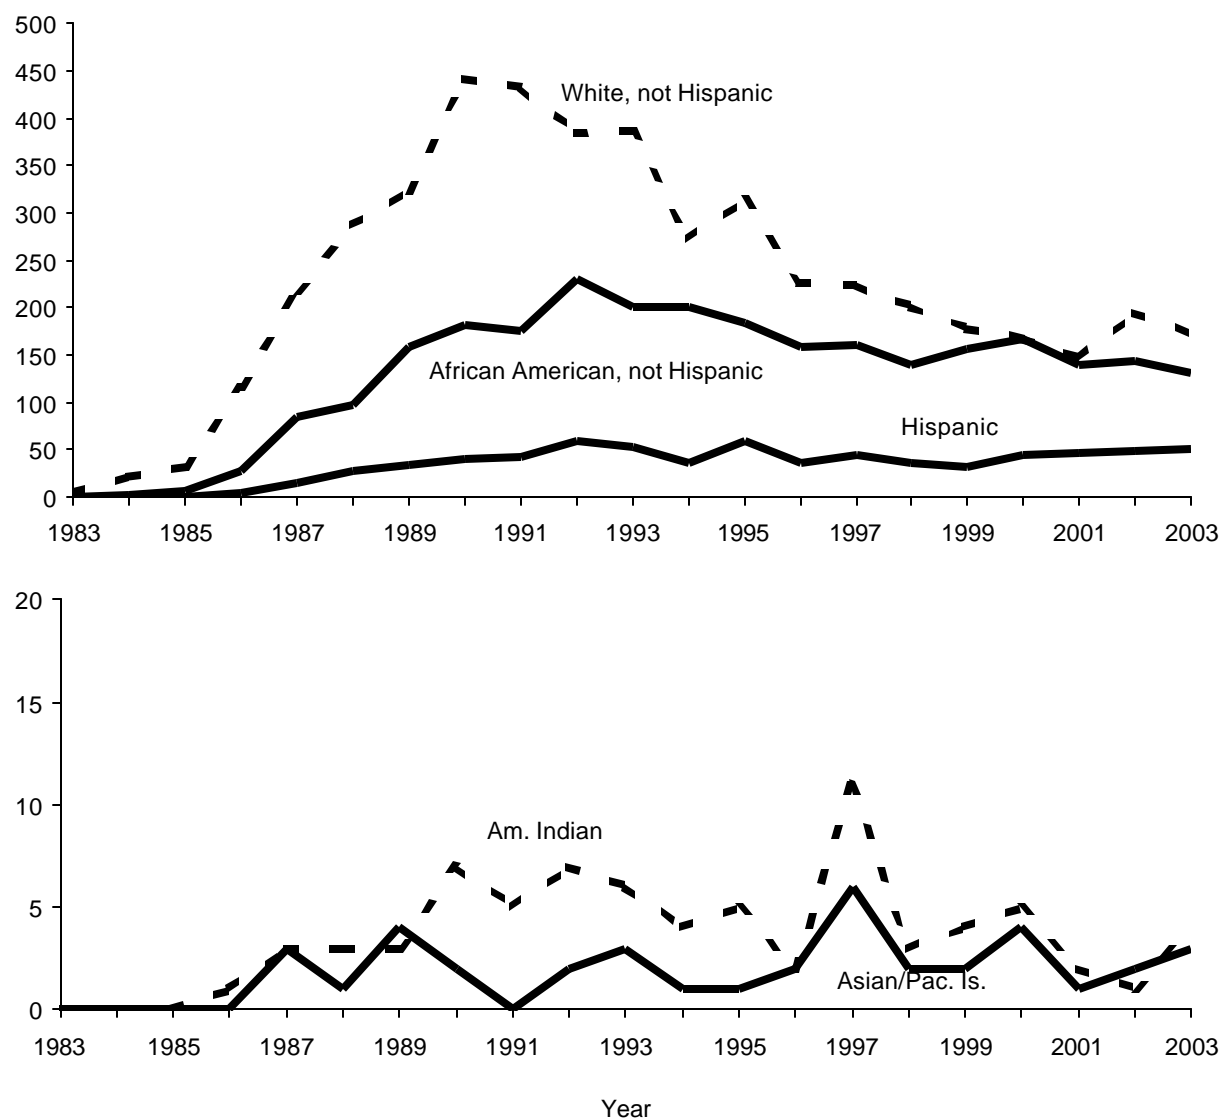 500
450
White, not Hispanic
400
350
300
250
200
150
African American, not Hispanic
100
Hispanic
50
0
1983 1985 1987 1989 1991 1993 1995 1997 1999 2001 2003
20
15
10
Am. Indian
5
Asian/Pac. Is.
0
1983 1985 1987 1989 1991 1993 1995 1997 1999 2001 2003
Year